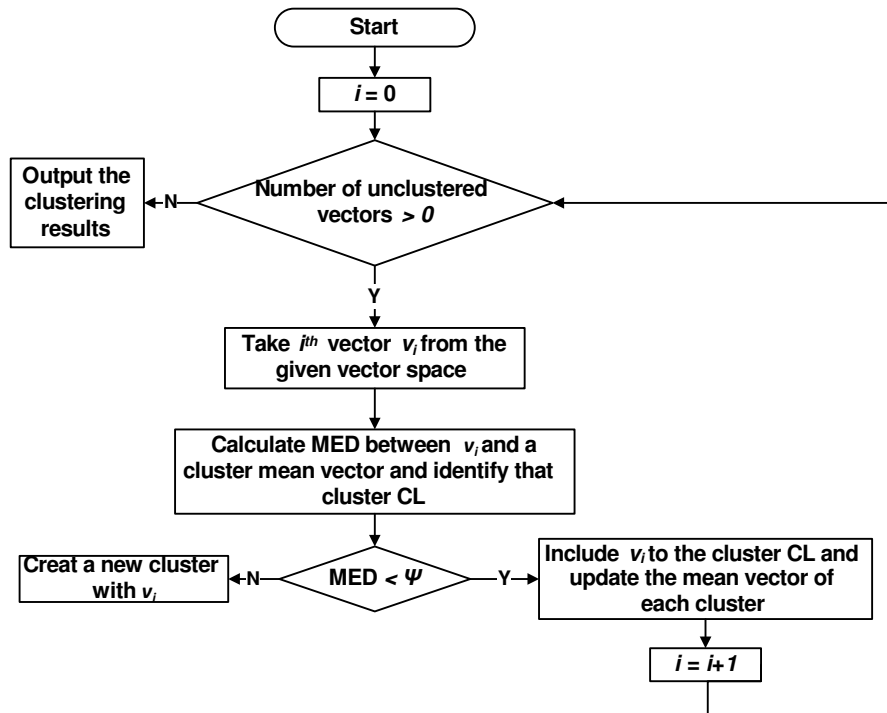 Start
i = 0
Number of unclustered
vectors > 0
N
Output the
clustering
results
Y
Take iᵗʰ vector vᵢ from the
given vector space
Calculate MED between vᵢ and a
cluster mean vector and identify that
cluster CL
MED < Ψ
N
Creat a new cluster
with vᵢ
Y
Include vᵢ to the cluster CL and
update the mean vector of
each cluster
i = i+1